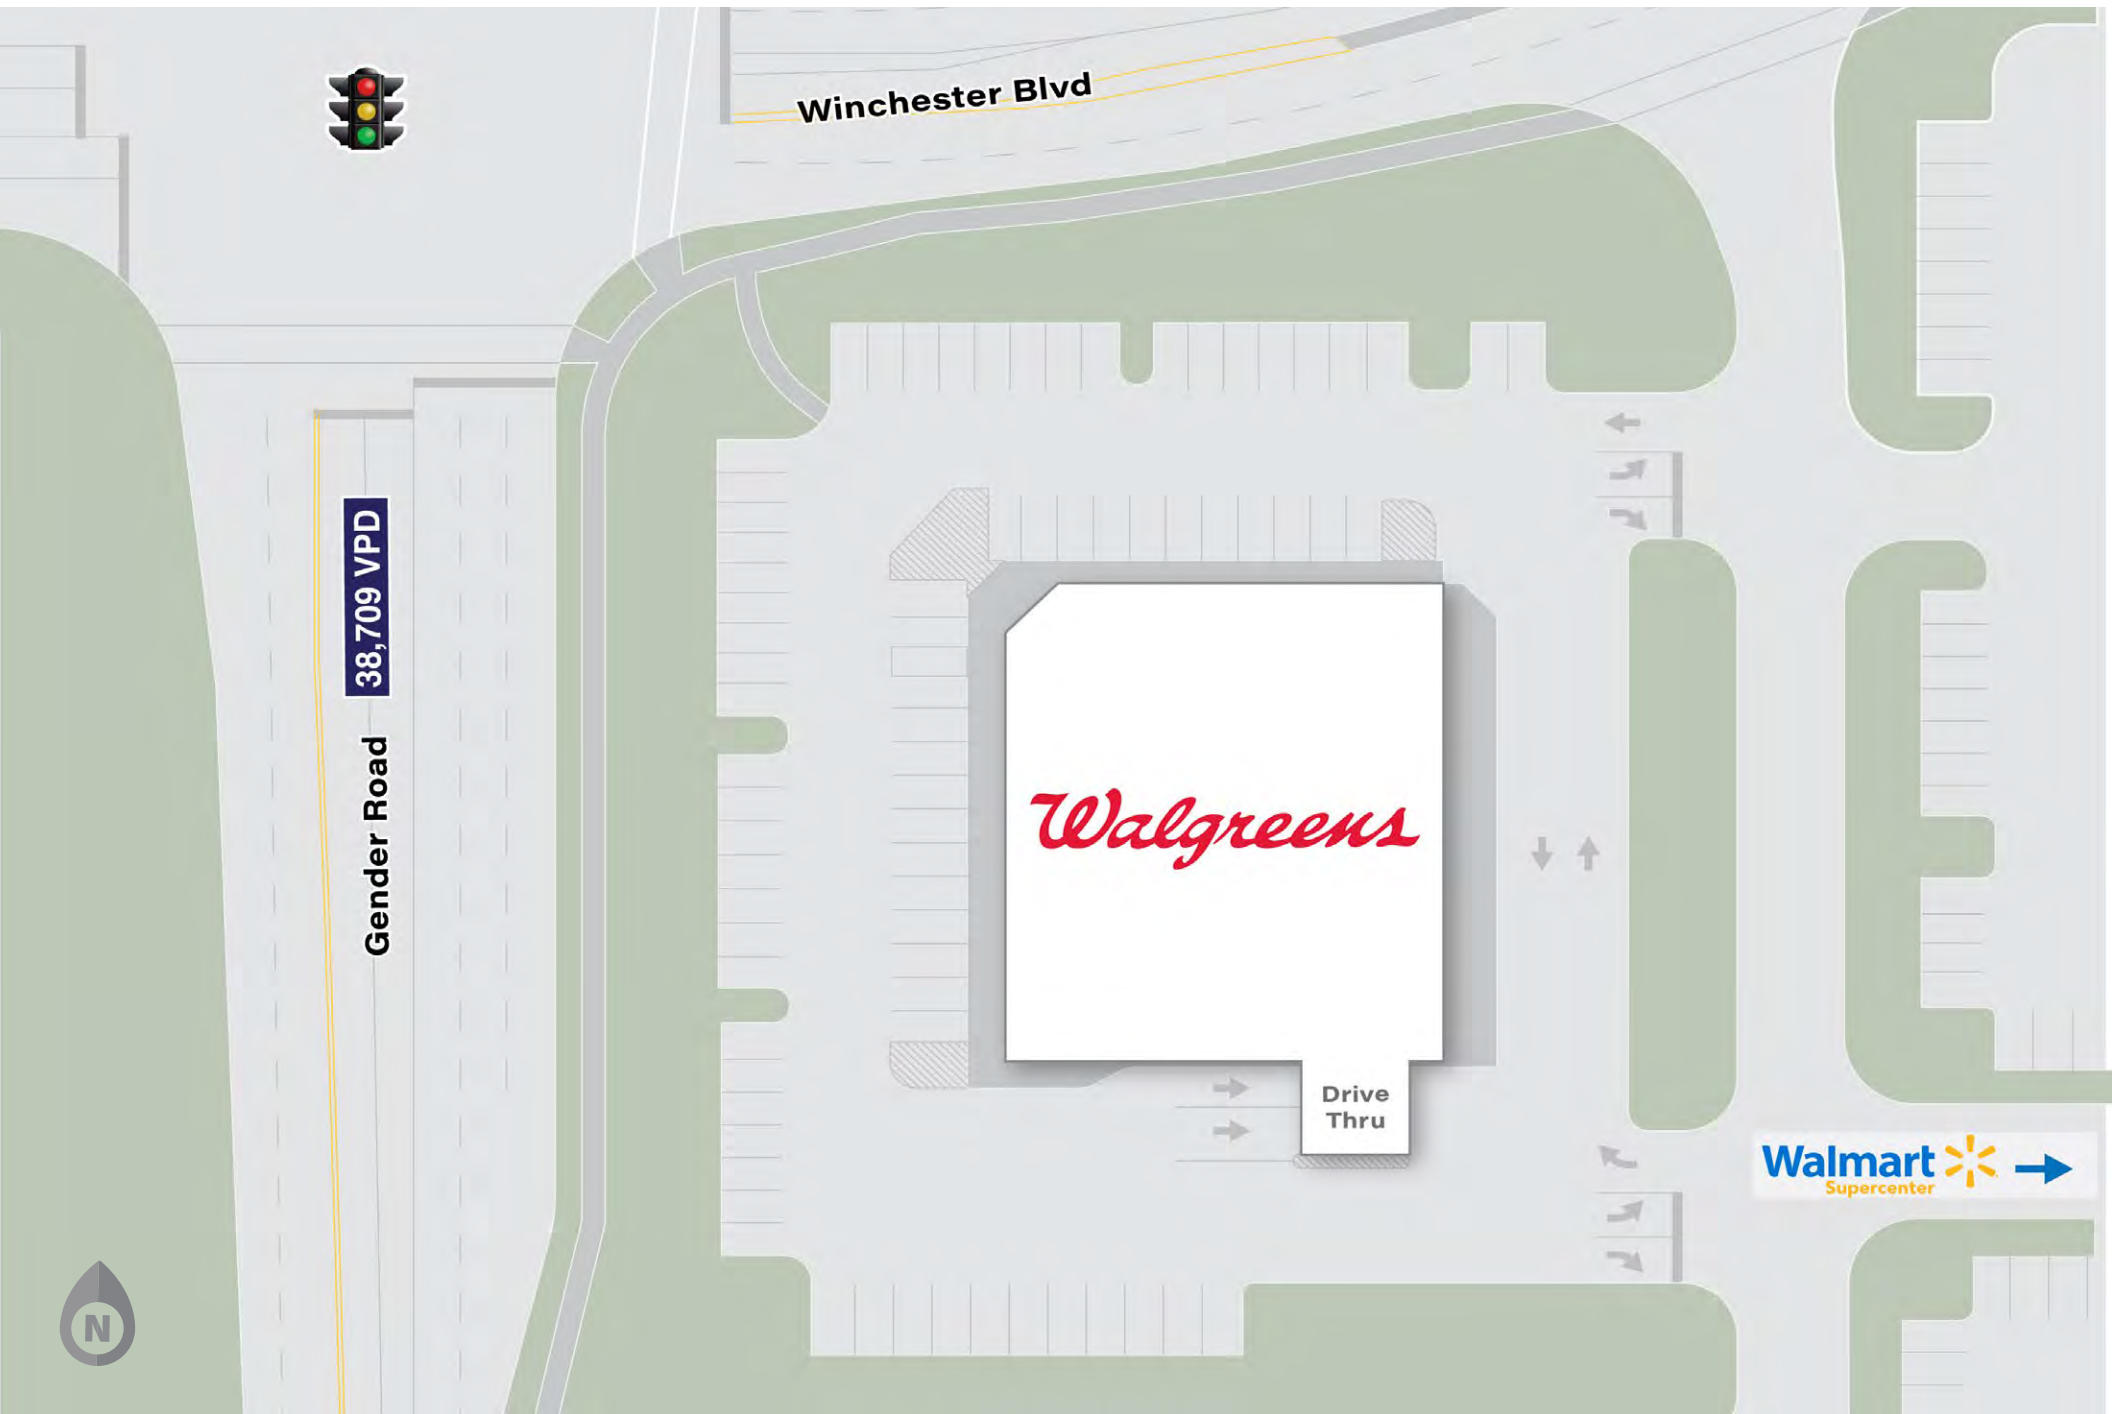 Winchester Blvd
38,709 VPD
Gender Road
Walgreens
Drive
Thru
Walmart
Supercenter
N